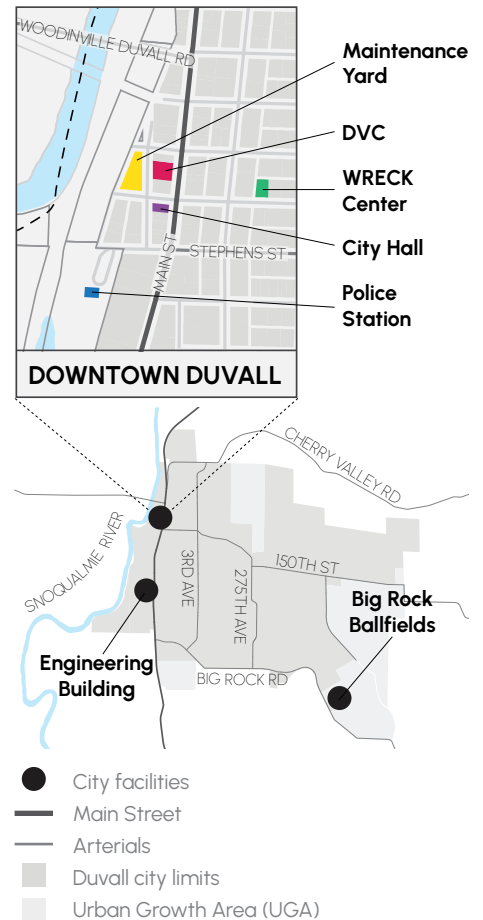 WOODINVILLE DUVALL RD
Maintenance
Yard
DVC
WRECK
Center
City Hall
STEPHENS ST
MAIN ST
Police
Station
DOWNTOWN DUVALL
CHERRY VALLEY RD
SNOQUALMIE RIVER
3RD AVE
275TH AVE
150TH ST
Big Rock
Ballfields
Engineering
Building
BIG ROCK RD
City facilities
Main Street
Arterials
Duvall city limits
Urban Growth Area (UGA)